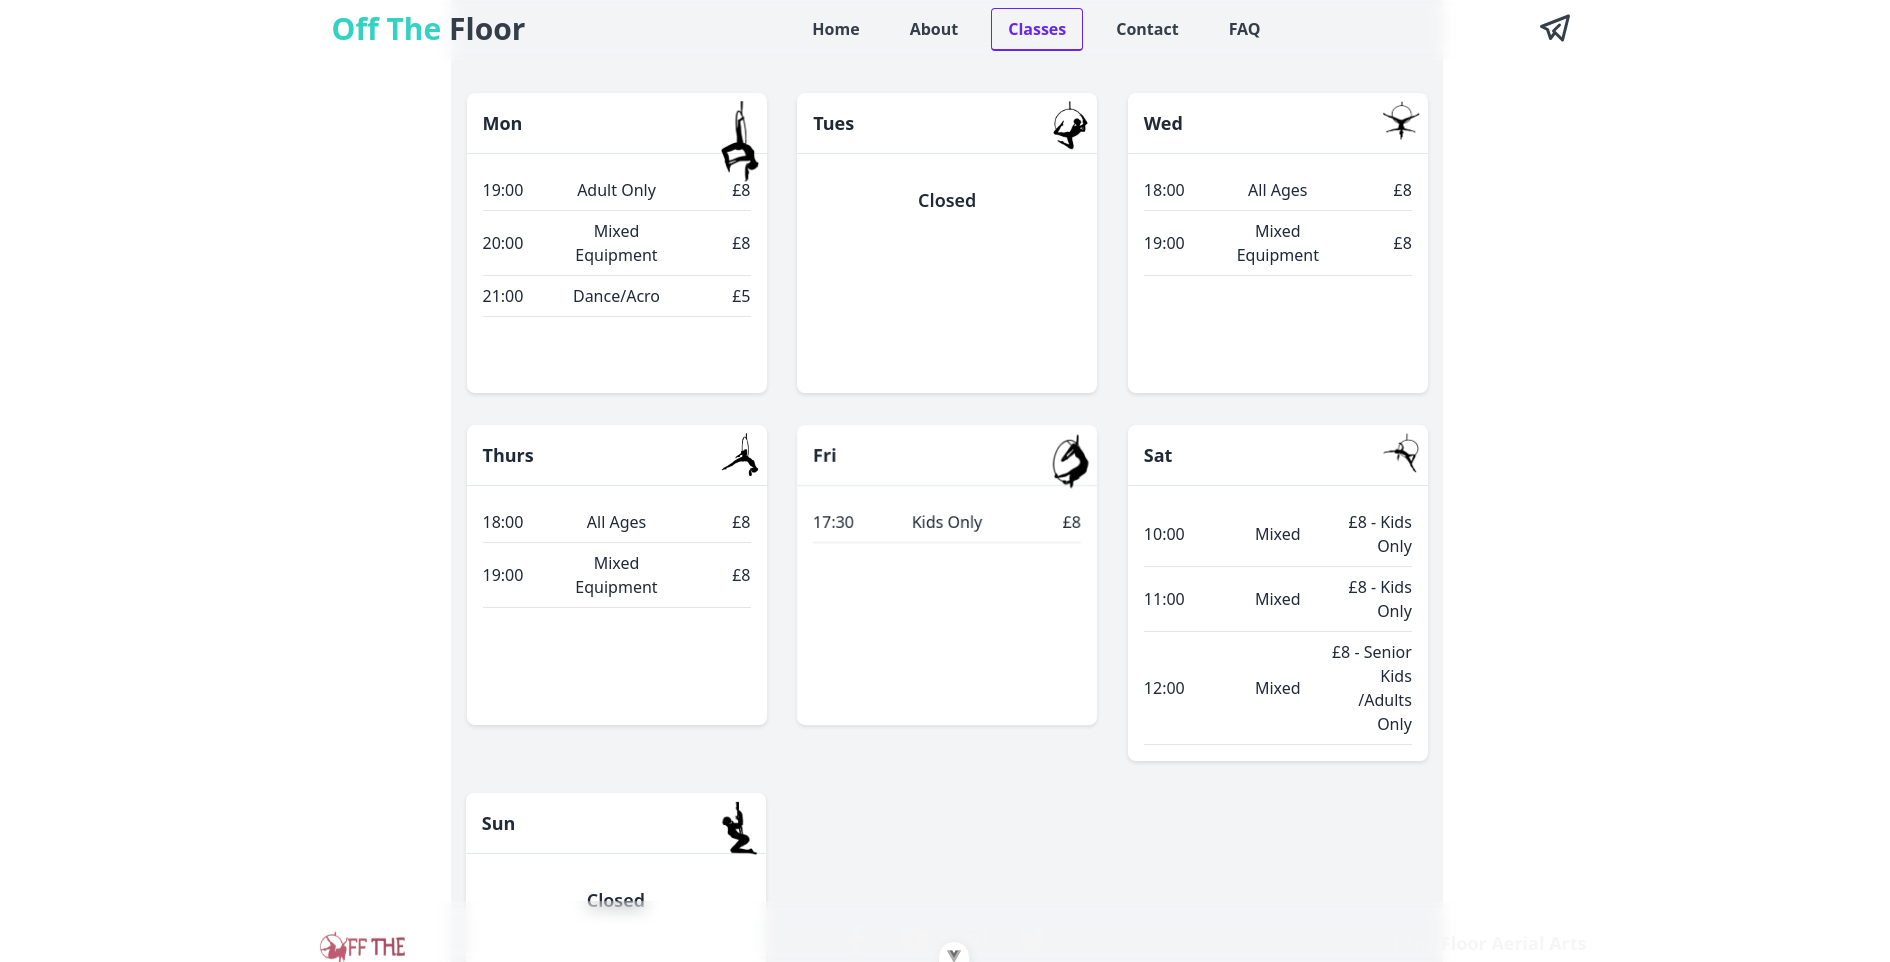 Off The Floor
Home About Classes Contact FAQ
Mon
19:00 Adult Only £8
20:00 Mixed Equipment £8
21:00 Dance/Acro £5
Tues
Closed
Wed
18:00 All Ages £8
19:00 Mixed Equipment £8
Thurs
18:00 All Ages £8
19:00 Mixed Equipment £8
Fri
17:30 Kids Only £8
Sat
10:00 Mixed £8 - Kids Only
11:00 Mixed £8 - Kids Only
12:00 Mixed £8 - Senior Kids /Adults Only
Sun
Closed
FF THE
Floor Aerial Arts